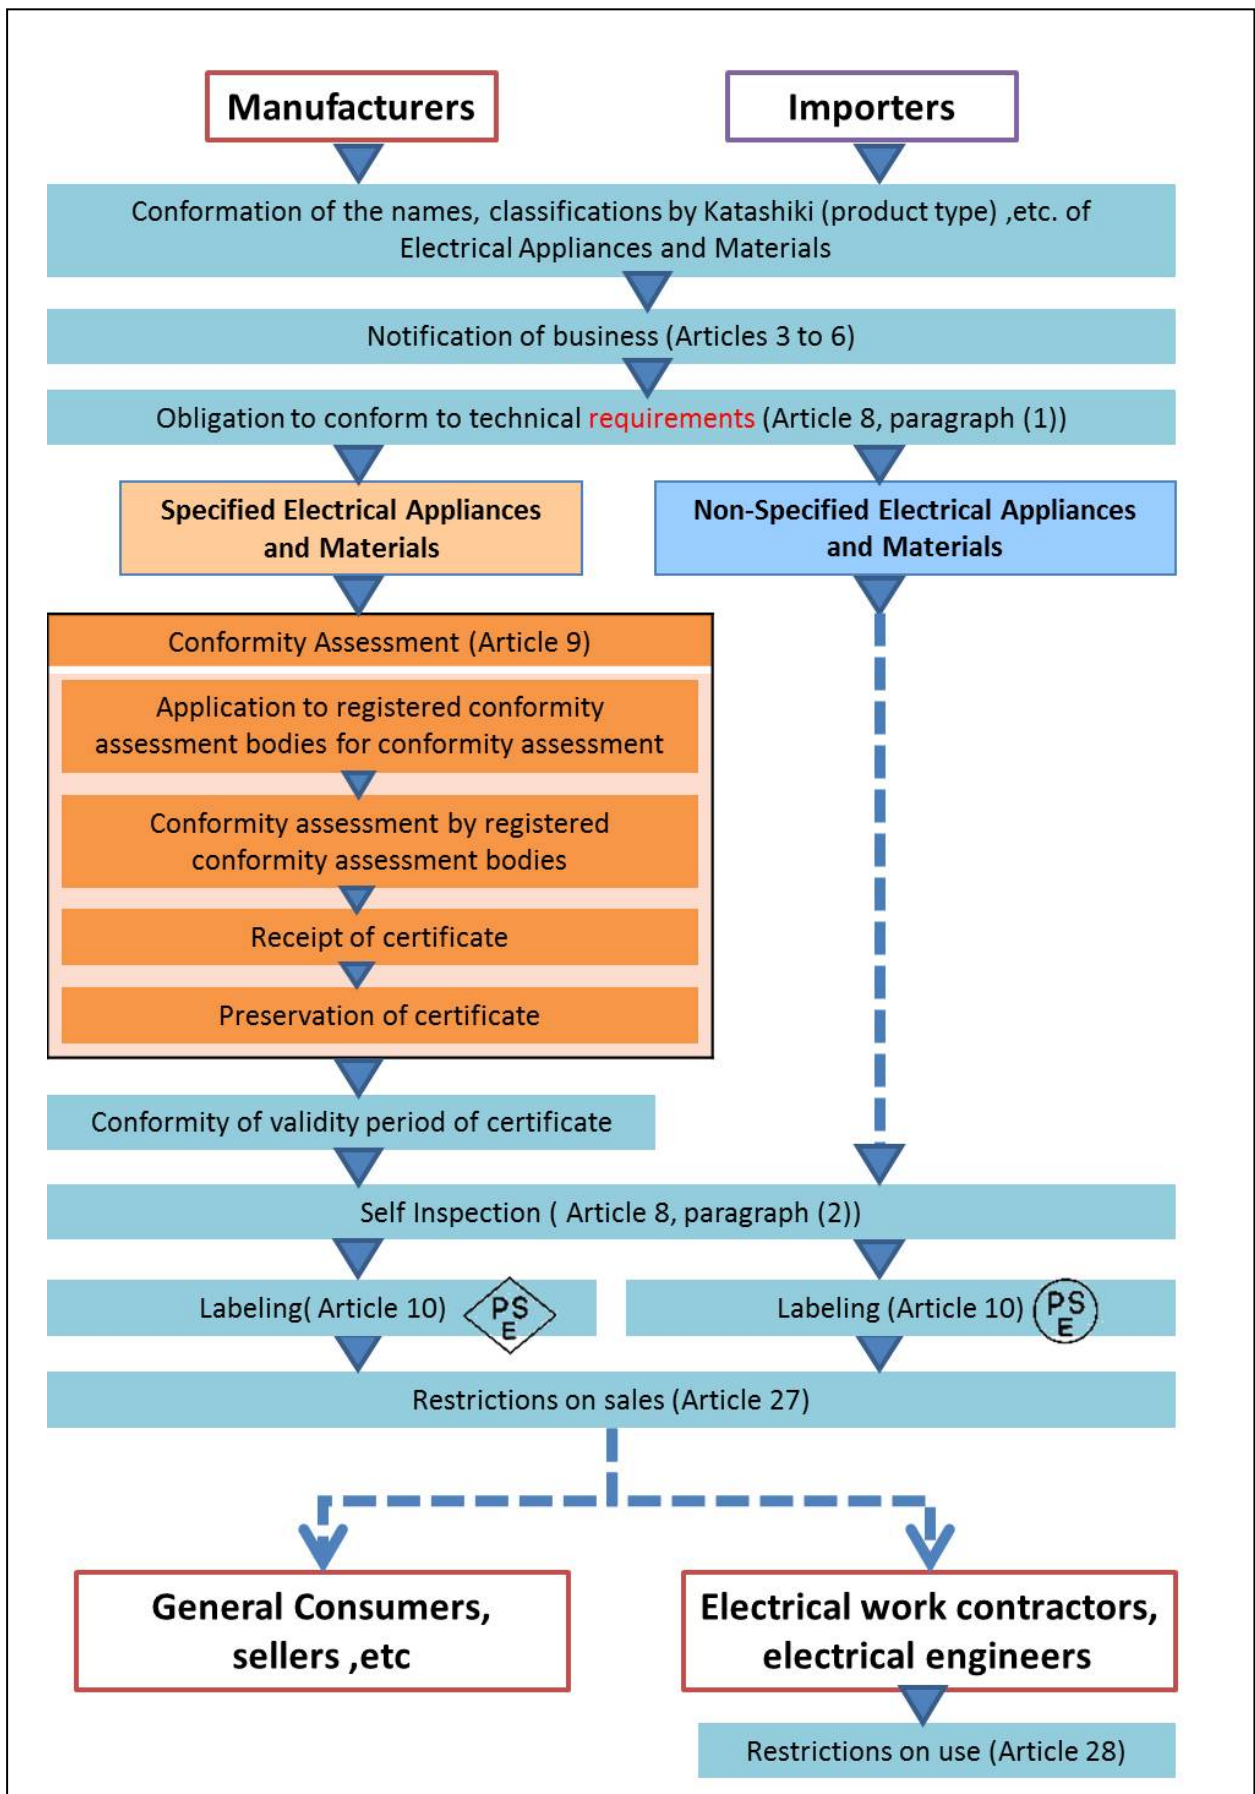 Manufacturers
Importers
Conformation of the names, classifications by Katashiki (product type) ,etc. of
Electrical Appliances and Materials
Notification of business (Articles 3 to 6)
Obligation to conform to technical requirements (Article 8, paragraph (1))
Specified Electrical Appliances
and Materials
Non-Specified Electrical Appliances
and Materials
Conformity Assessment (Article 9)
Application to registered conformity
assessment bodies for conformity assessment
Conformity assessment by registered
conformity assessment bodies
Receipt of certificate
Preservation of certificate
Conformity of validity period of certificate
Self Inspection ( Article 8, paragraph (2))
Labeling( Article 10)
PS
E
Labeling (Article 10)
PS
E
Restrictions on sales (Article 27)
General Consumers,
sellers ,etc
Electrical work contractors,
electrical engineers
Restrictions on use (Article 28)